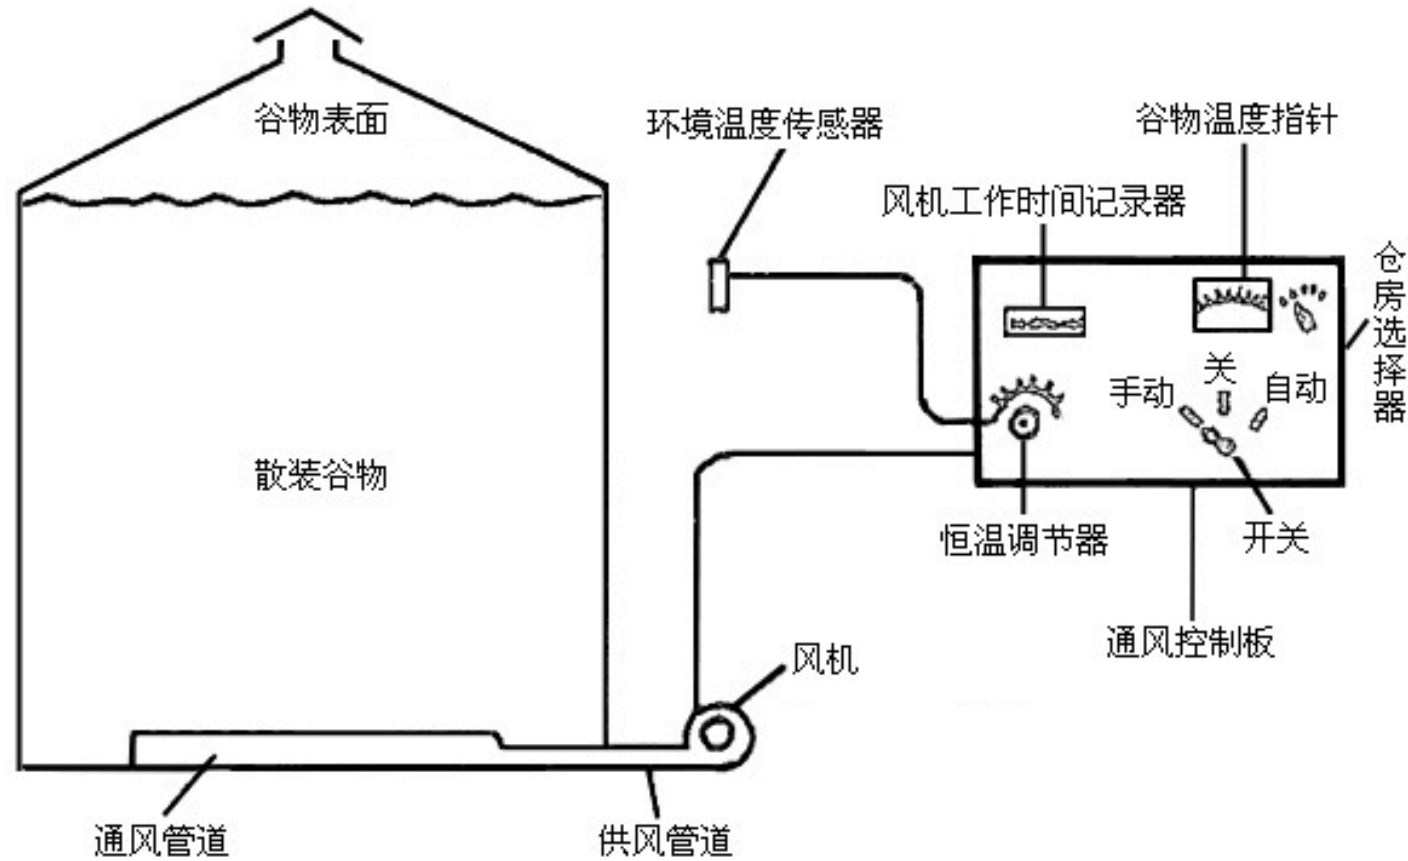 谷物表面
环境温度传感器
谷物温度指针
风机工作时间记录器
仓房选择器
关
手动
自动
散装谷物
恒温调节器
开关
通风控制板
风机
通风管道
供风管道